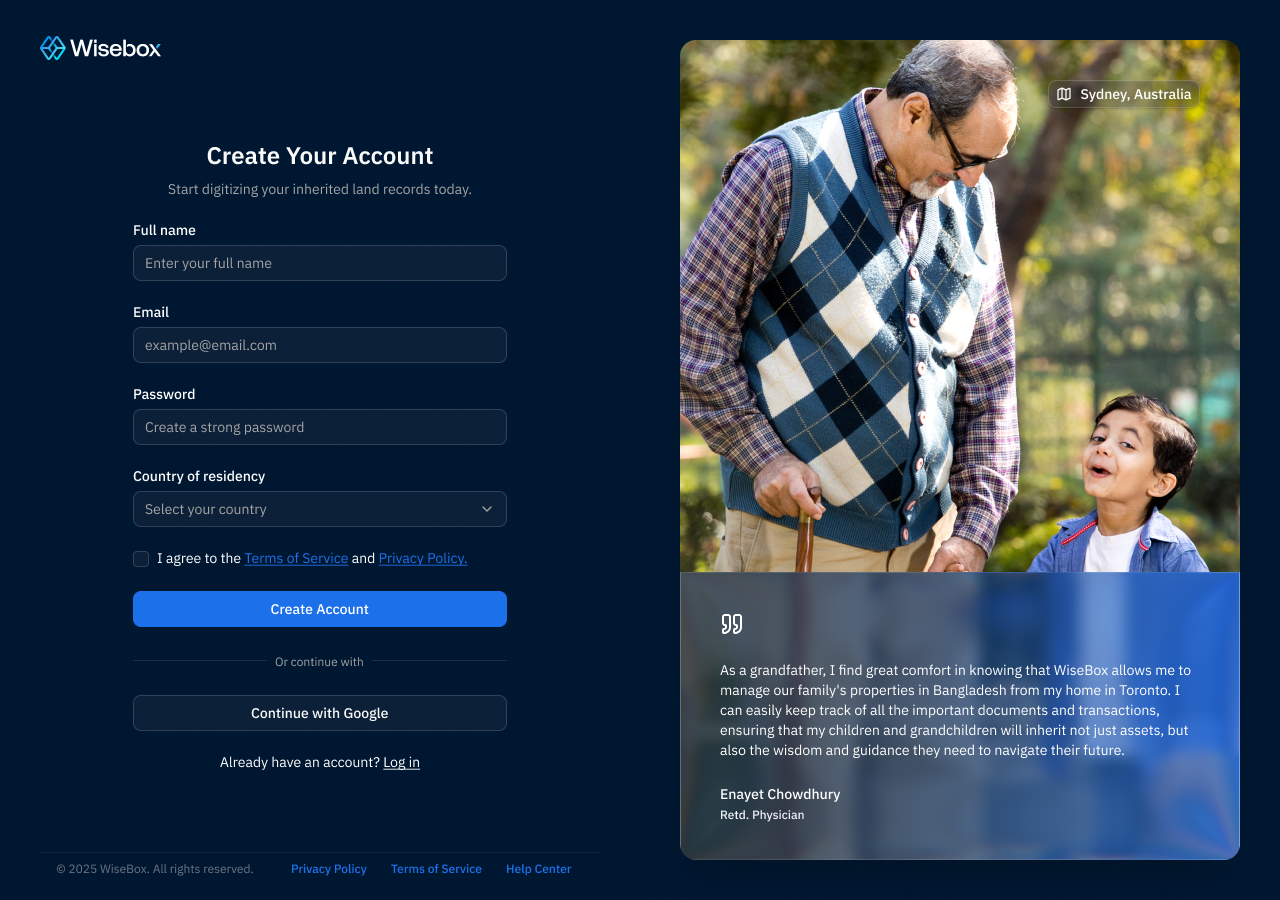 Wisebox
Create Your Account
Start digitizing your inherited land records today.
Full name
Enter your full name
Email
example@email.com
Password
Create a strong password
Country of residency
Select your country
I agree to the Terms of Service and Privacy Policy.
Create Account
Or continue with
Continue with Google
Already have an account? Log in
© 2025 WiseBox. All rights reserved. Privacy Policy Terms of Service Help Center
Sydney, Australia
As a grandfather, I find great comfort in knowing that WiseBox allows me to
manage our family's properties in Bangladesh from my home in Toronto. I
can easily keep track of all the important documents and transactions,
ensuring that my children and grandchildren will inherit not just assets, but
also the wisdom and guidance they need to navigate their future.
Enayet Chowdhury
Retd. Physician